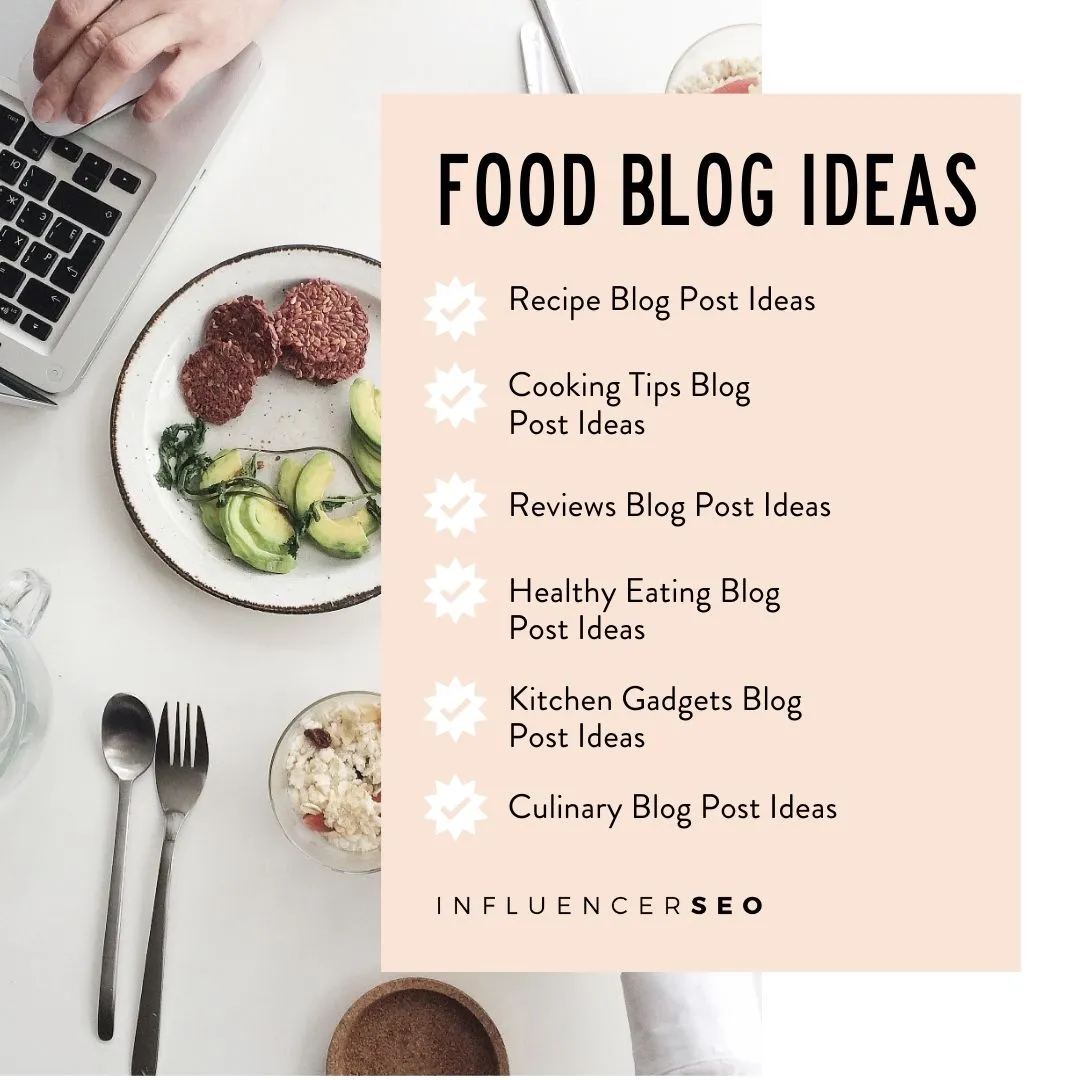 FOOD BLOG IDEAS
Recipe Blog Post Ideas
Cooking Tips Blog
Post Ideas
Reviews Blog Post Ideas
Healthy Eating Blog
Post Ideas
Kitchen Gadgets Blog
Post Ideas
Culinary Blog Post Ideas
INFLUENCERSEO